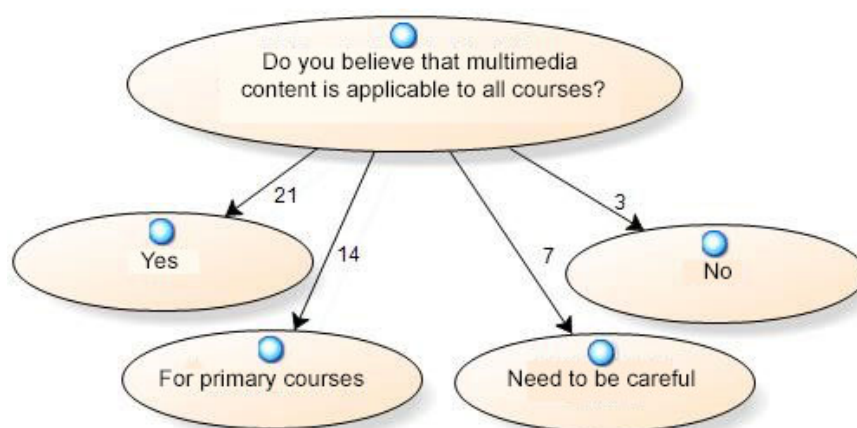 Do you believe that multimedia
content is applicable to all courses?
21
14
7
3
Yes
No
For primary courses
Need to be careful